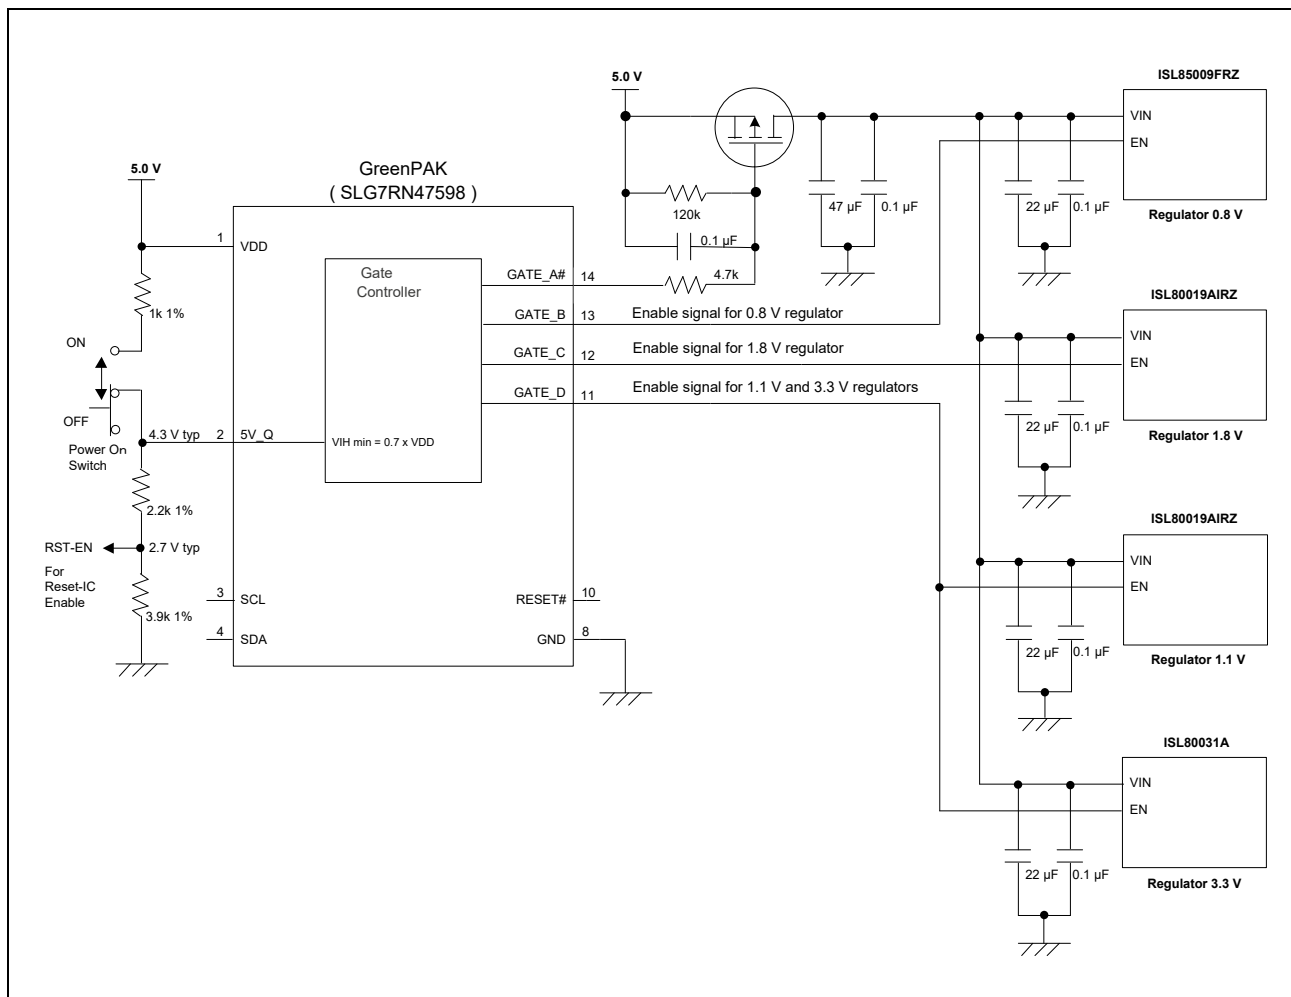 5.0 V
ISL85009FRZ
VIN
EN
Regulator 0.8 V
22 µF
0.1 µF
47 µF
0.1 µF
120k
0.1 µF
4.7k
5.0 V
GreenPAK
( SLG7RN47598 )
1
VDD
Gate
Controller
GATE_A#
14
GATE_B
13
Enable signal for 0.8 V regulator
GATE_C
12
Enable signal for 1.8 V regulator
GATE_D
11
Enable signal for 1.1 V and 3.3 V regulators
1k 1%
ON
OFF
Power On
Switch
4.3 V typ
2
5V_Q
VIH min = 0.7 x VDD
2.2k 1%
RST-EN
2.7 V typ
For
Reset-IC
Enable
3.9k 1%
3
SCL
4
SDA
RESET#
10
GND
8
ISL80019AIRZ
VIN
EN
22 µF
0.1 µF
Regulator 1.8 V
ISL80019AIRZ
VIN
EN
22 µF
0.1 µF
Regulator 1.1 V
ISL80031A
VIN
EN
22 µF
0.1 µF
Regulator 3.3 V